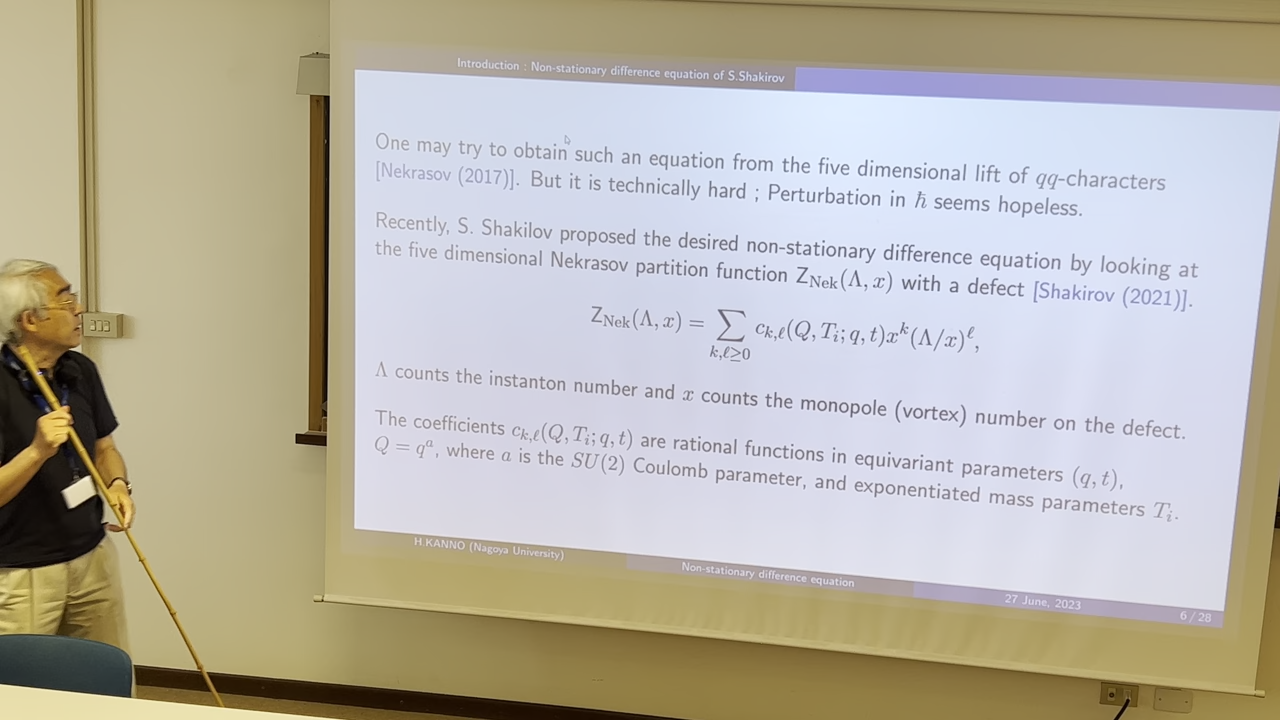 Introduction : Non-stationary difference equation of S.Shakirov
One may try to obtain such an equation from the five dimensional lift of qq-characters
[Nekrasov (2017)]. But it is technically hard ; Perturbation in ℏ seems hopeless.
Recently, S. Shakilov proposed the desired non-stationary difference equation by looking at
the five dimensional Nekrasov partition function Z_Nek(Λ, x) with a defect [Shakirov (2021)].
Z_Nek(Λ, x) = ∑_{k,ℓ≥0} c_{k,ℓ}(Q, T_i; q, t)x^k(Λ/x)^ℓ,
Λ counts the instanton number and x counts the monopole (vortex) number on the defect.
The coefficients c_{k,ℓ}(Q, T_i; q, t) are rational functions in equivariant parameters (q, t),
Q = q^a, where a is the SU(2) Coulomb parameter, and exponentiated mass parameters T_i.
H.KANNO (Nagoya University)
Non-stationary difference equation
27 June, 2023
6 / 28